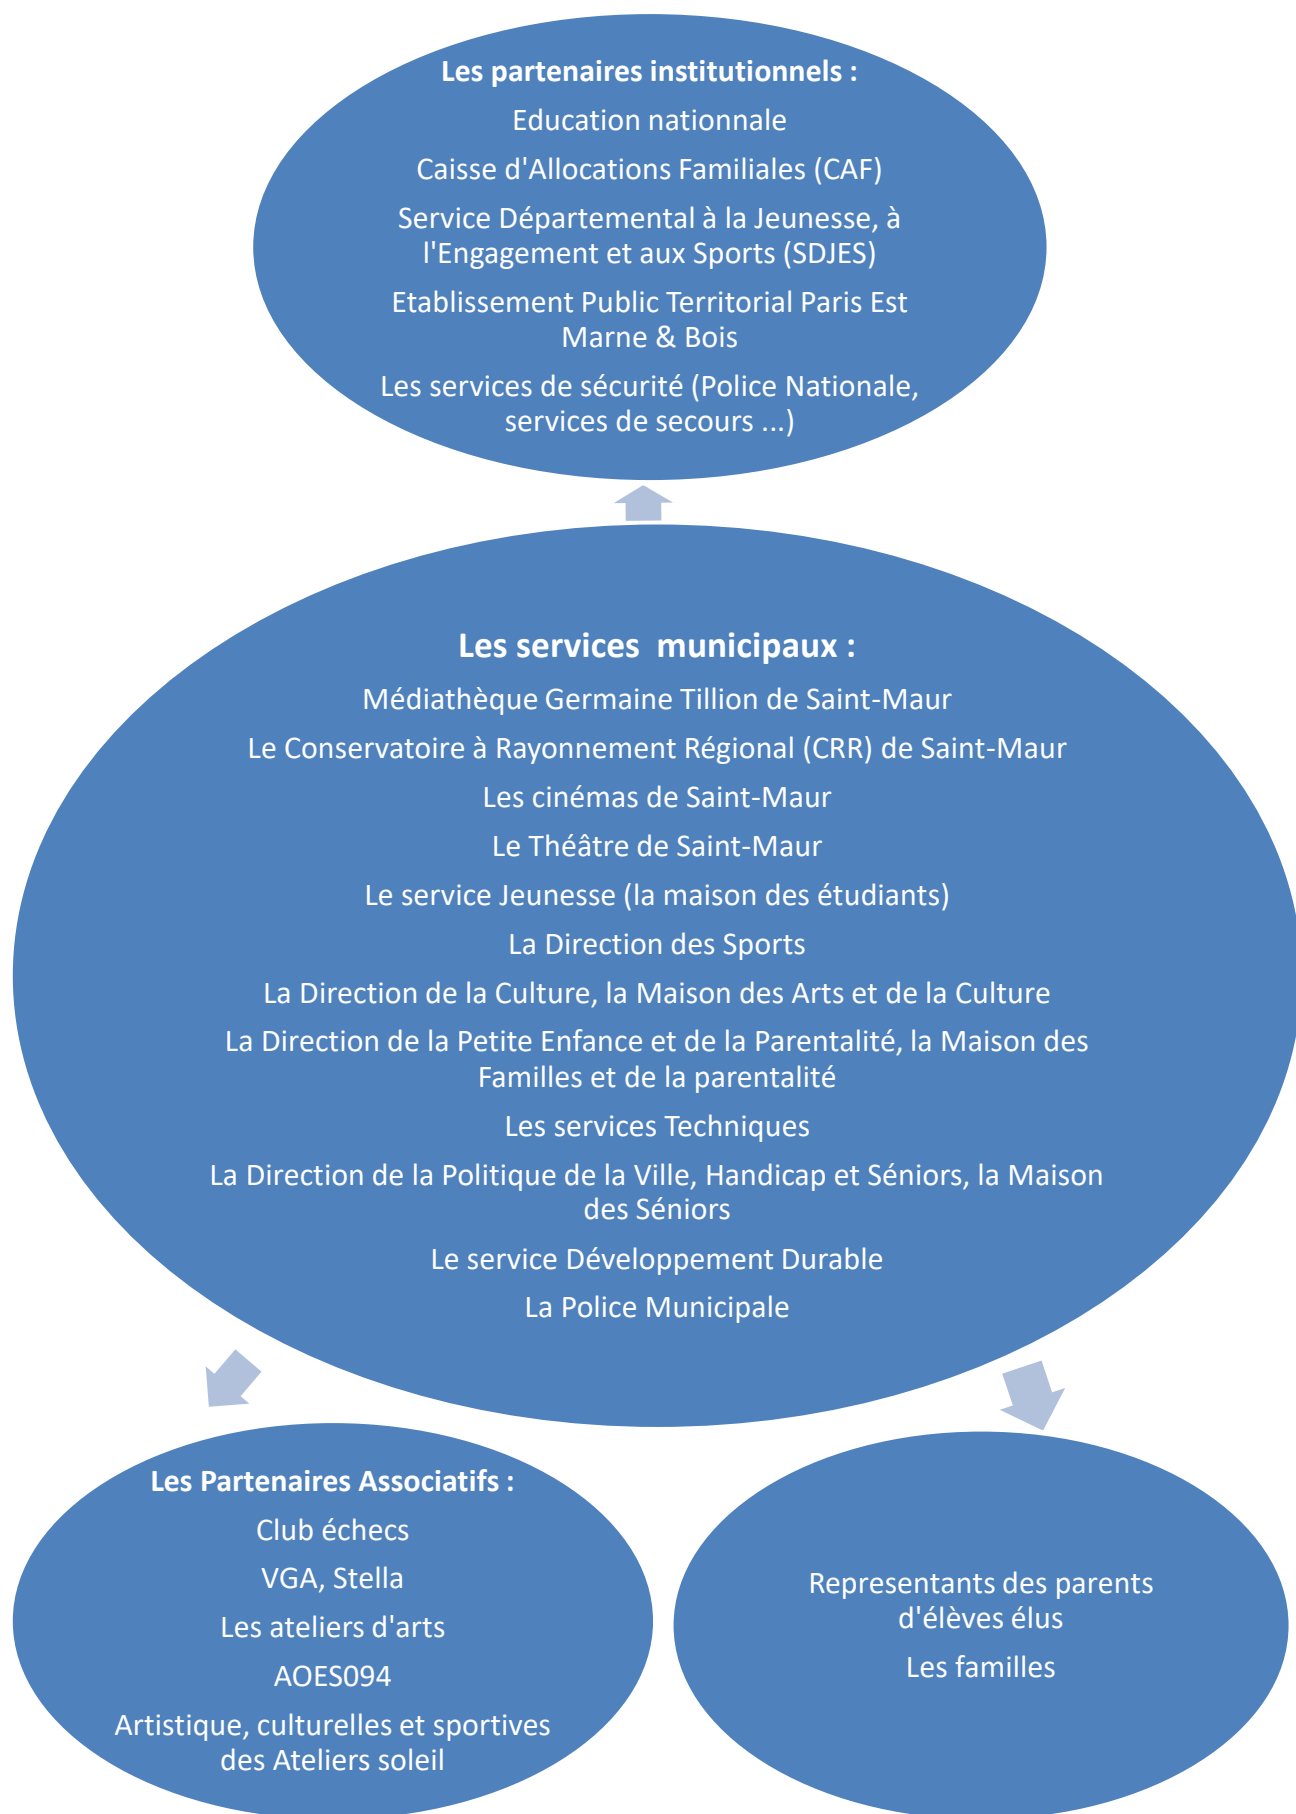 Les partenaires institutionnels :
Education nationnale
Caisse d'Allocations Familiales (CAF)
Service Départemental à la Jeunesse, à
l'Engagement et aux Sports (SDJES)
Etablissement Public Territorial Paris Est
Marne & Bois
Les services de sécurité (Police Nationale,
services de secours ...)
Les services  municipaux :
Médiathèque Germaine Tillion de Saint-Maur
Le Conservatoire à Rayonnement Régional (CRR) de Saint-Maur
Les cinémas de Saint-Maur
Le Théâtre de Saint-Maur
Le service Jeunesse (la maison des étudiants)
La Direction des Sports
La Direction de la Culture, la Maison des Arts et de la Culture
La Direction de la Petite Enfance et de la Parentalité, la Maison des
Familles et de la parentalité
Les services Techniques
La Direction de la Politique de la Ville, Handicap et Séniors, la Maison
des Séniors
Le service Développement Durable
La Police Municipale
Les Partenaires Associatifs :
Club échecs
VGA, Stella
Les ateliers d'arts
AOES094
Artistique, culturelles et sportives
des Ateliers soleil
Representants des parents
d'élèves élus
Les familles